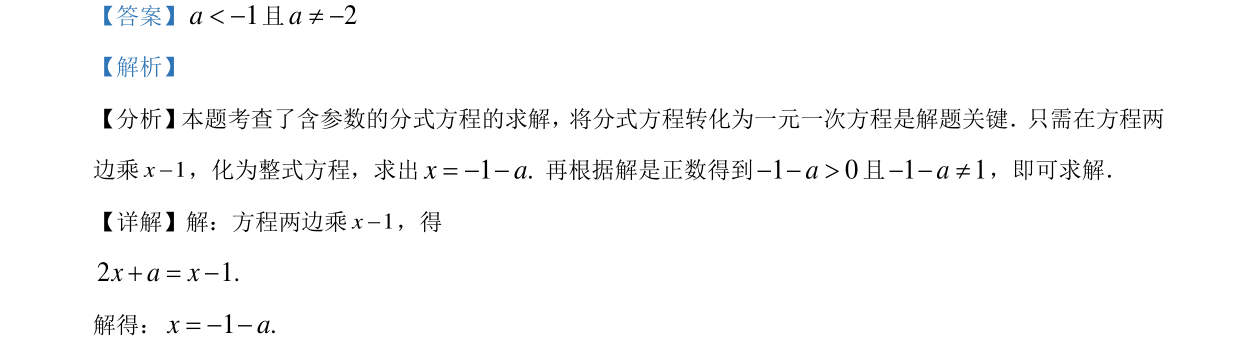 【答案】a < −1且a ≠ −2
【解析】
【分析】本题考查了含参数的分式方程的求解，将分式方程转化为一元一次方程是解题关键．只需在方程两
边乘 x−1，化为整式方程，求出 x = −1− a. 再根据解是正数得到−1− a > 0 且−1− a ≠ 1，即可求解．
【详解】解：方程两边乘 x−1，得
2x + a = x −1.
解得：x = −1− a.